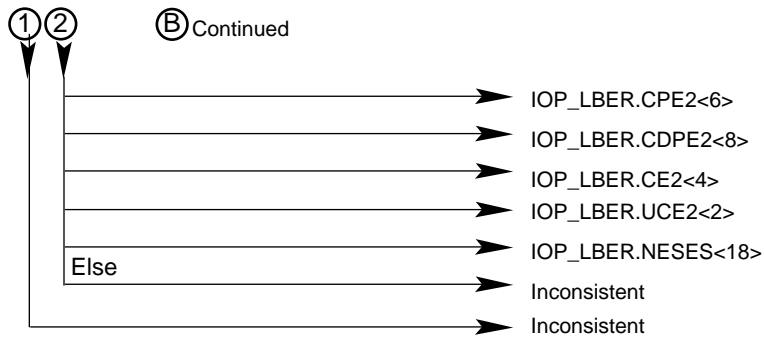 1 2 B Continued
IOP_LBER.CPE2<6>
IOP_LBER.CDPE2<8>
IOP_LBER.CE2<4>
IOP_LBER.UCE2<2>
IOP_LBER.NESES<18>
Else
Inconsistent
Inconsistent